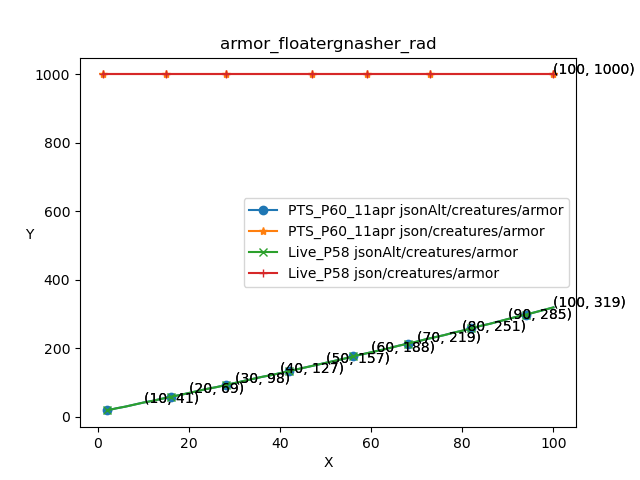 armor_floatergnasher_rad
1000
(100, 1000)
800
PTS_P60_11apr jsonAlt/creatures/armor
600
PTS_P60_11apr json/creatures/armor
Y
Live_P58 jsonAlt/creatures/armor
Live_P58 json/creatures/armor
400
(100, 319)
(90, 285)
(80, 251)
(70, 219)
200
(60, 188)
(50, 157)
(40, 127)
(30, 98)
(20, 69)
(10, 41)
0
0 20 40 60 80 100
X